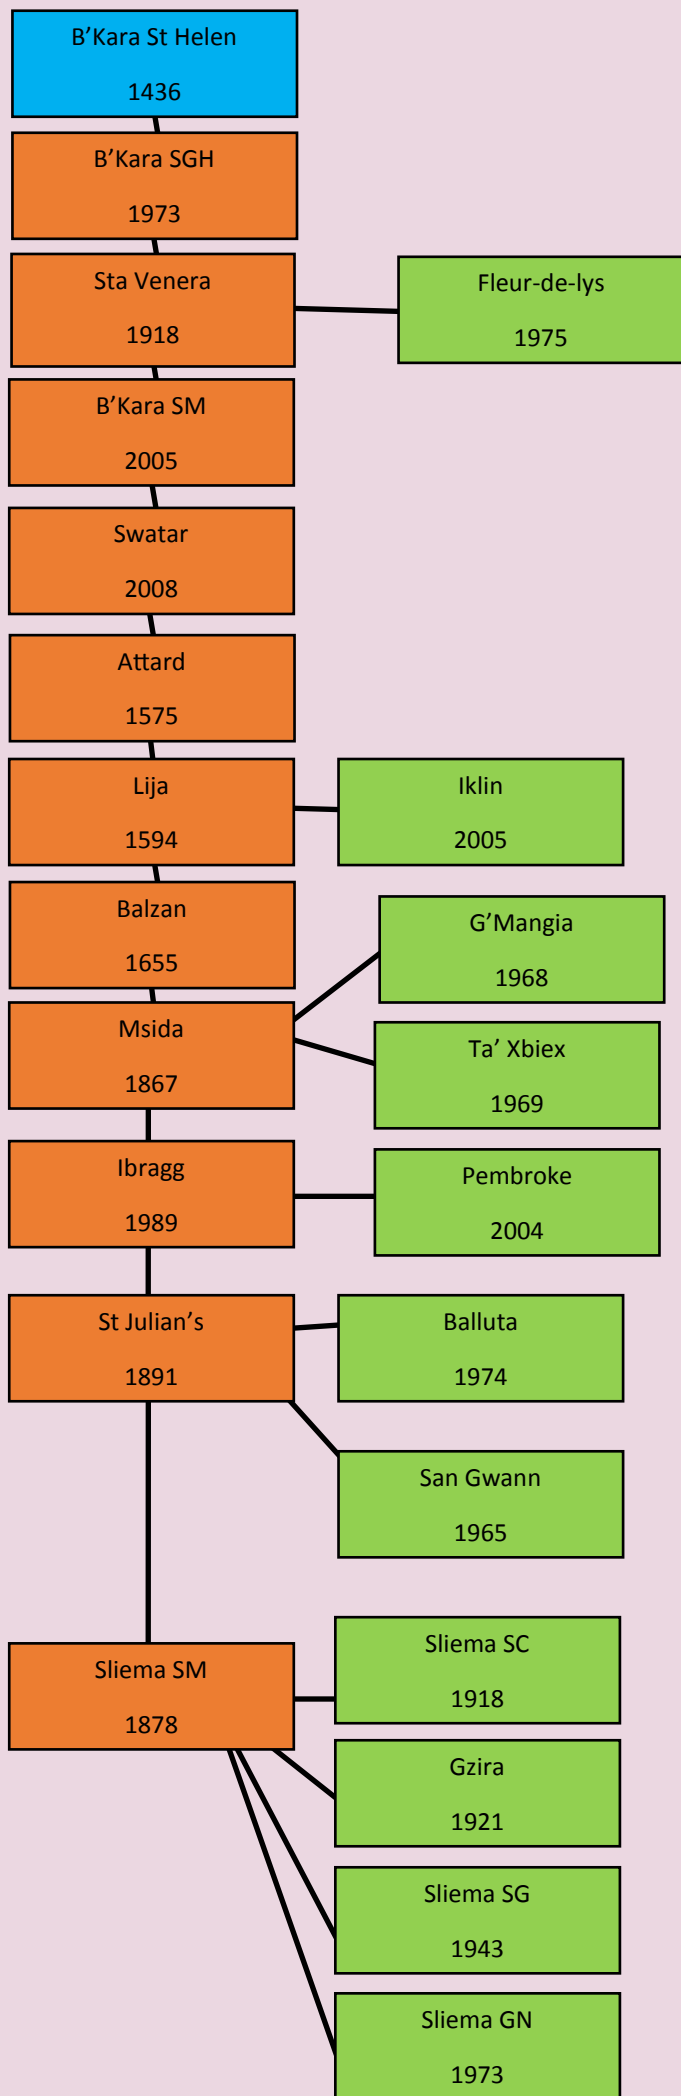 B’Kara St Helen
1436
B’Kara SGH
1973
Sta Venera
1918
Fleur-de-lys
1975
B’Kara SM
2005
Swatar
2008
Attard
1575
Lija
1594
Iklin
2005
Balzan
1655
G’Mangia
1968
Msida
1867
Ta’ Xbiex
1969
Ibragg
1989
Pembroke
2004
St Julian’s
1891
Balluta
1974
San Gwann
1965
Sliema SM
1878
Sliema SC
1918
Gzira
1921
Sliema SG
1943
Sliema GN
1973